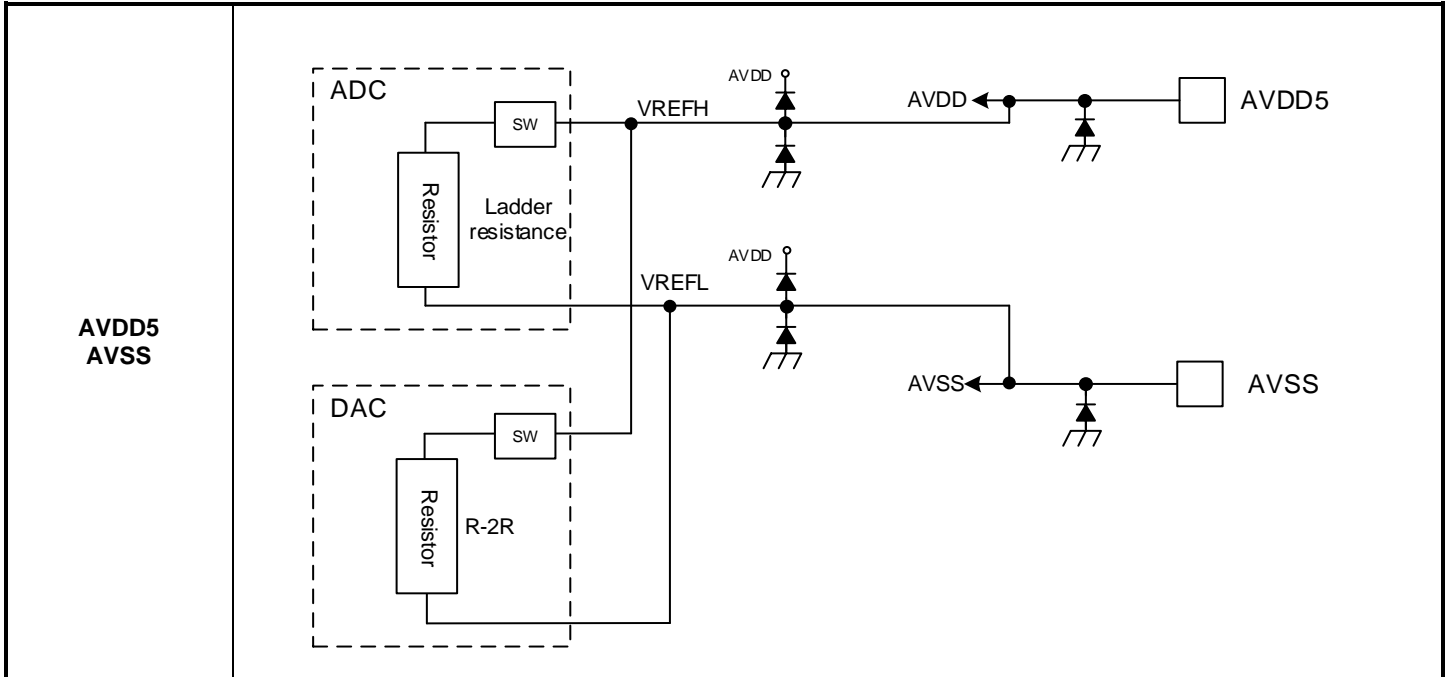 AVDD5
AVSS
ADC
SW
Resistor
Ladder
resistance
VREFH
AVDD
AVDD
AVDD5
VREFL
AVDD
AVSS
AVSS
DAC
SW
Resistor
R-2R